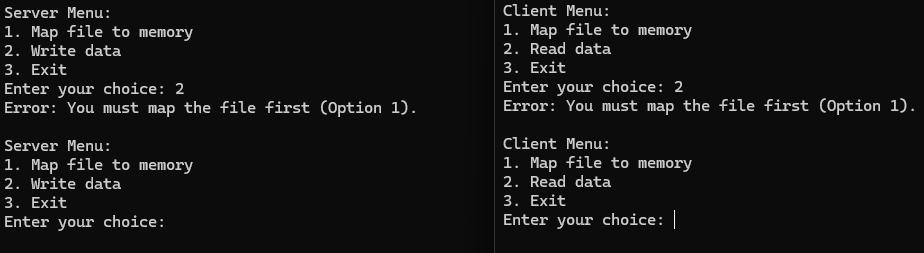 Server Menu:
1. Map file to memory
2. Write data
3. Exit
Enter your choice: 2
Error: You must map the file first (Option 1).
Server Menu:
1. Map file to memory
2. Write data
3. Exit
Enter your choice:
Client Menu:
1. Map file to memory
2. Read data
3. Exit
Enter your choice: 2
Error: You must map the file first (Option 1).
Client Menu:
1. Map file to memory
2. Read data
3. Exit
Enter your choice: